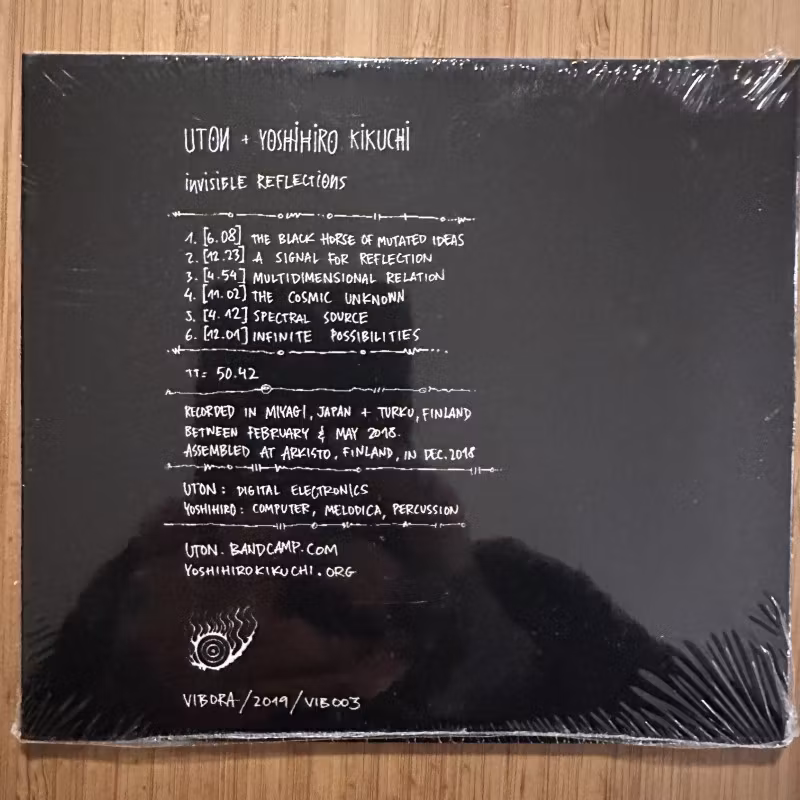 UTON + YOSHIHIRO KIKUCHI
INVISIBLE REFLECTIONS
1. [6.08] THE BLACK HORSE OF MUTATED IDEAS
2. [12.23] A SIGNAL FOR REFLECTION
3. [4.54] MULTIDIMENSIONAL RELATION
4. [11.02] THE COSMIC UNKNOWN
5. [4.12] SPECTRAL SOURCE
6. [12.01] INFINITE POSSIBILITIES
TT= 50.42
RECORDED IN MIYAGI, JAPAN + TURKU, FINLAND
BETWEEN FEBRUARY & MAY 2018.
ASSEMBLED AT ARKISTO, FINLAND, IN DEC. 2018
UTON: DIGITAL ELECTRONICS
YOSHIHIRO: COMPUTER, MELODICA, PERCUSSION
UTON.BANDCAMP.COM
YOSHIHIROKIKUCHI.ORG
VIBORA/2019/VIB003